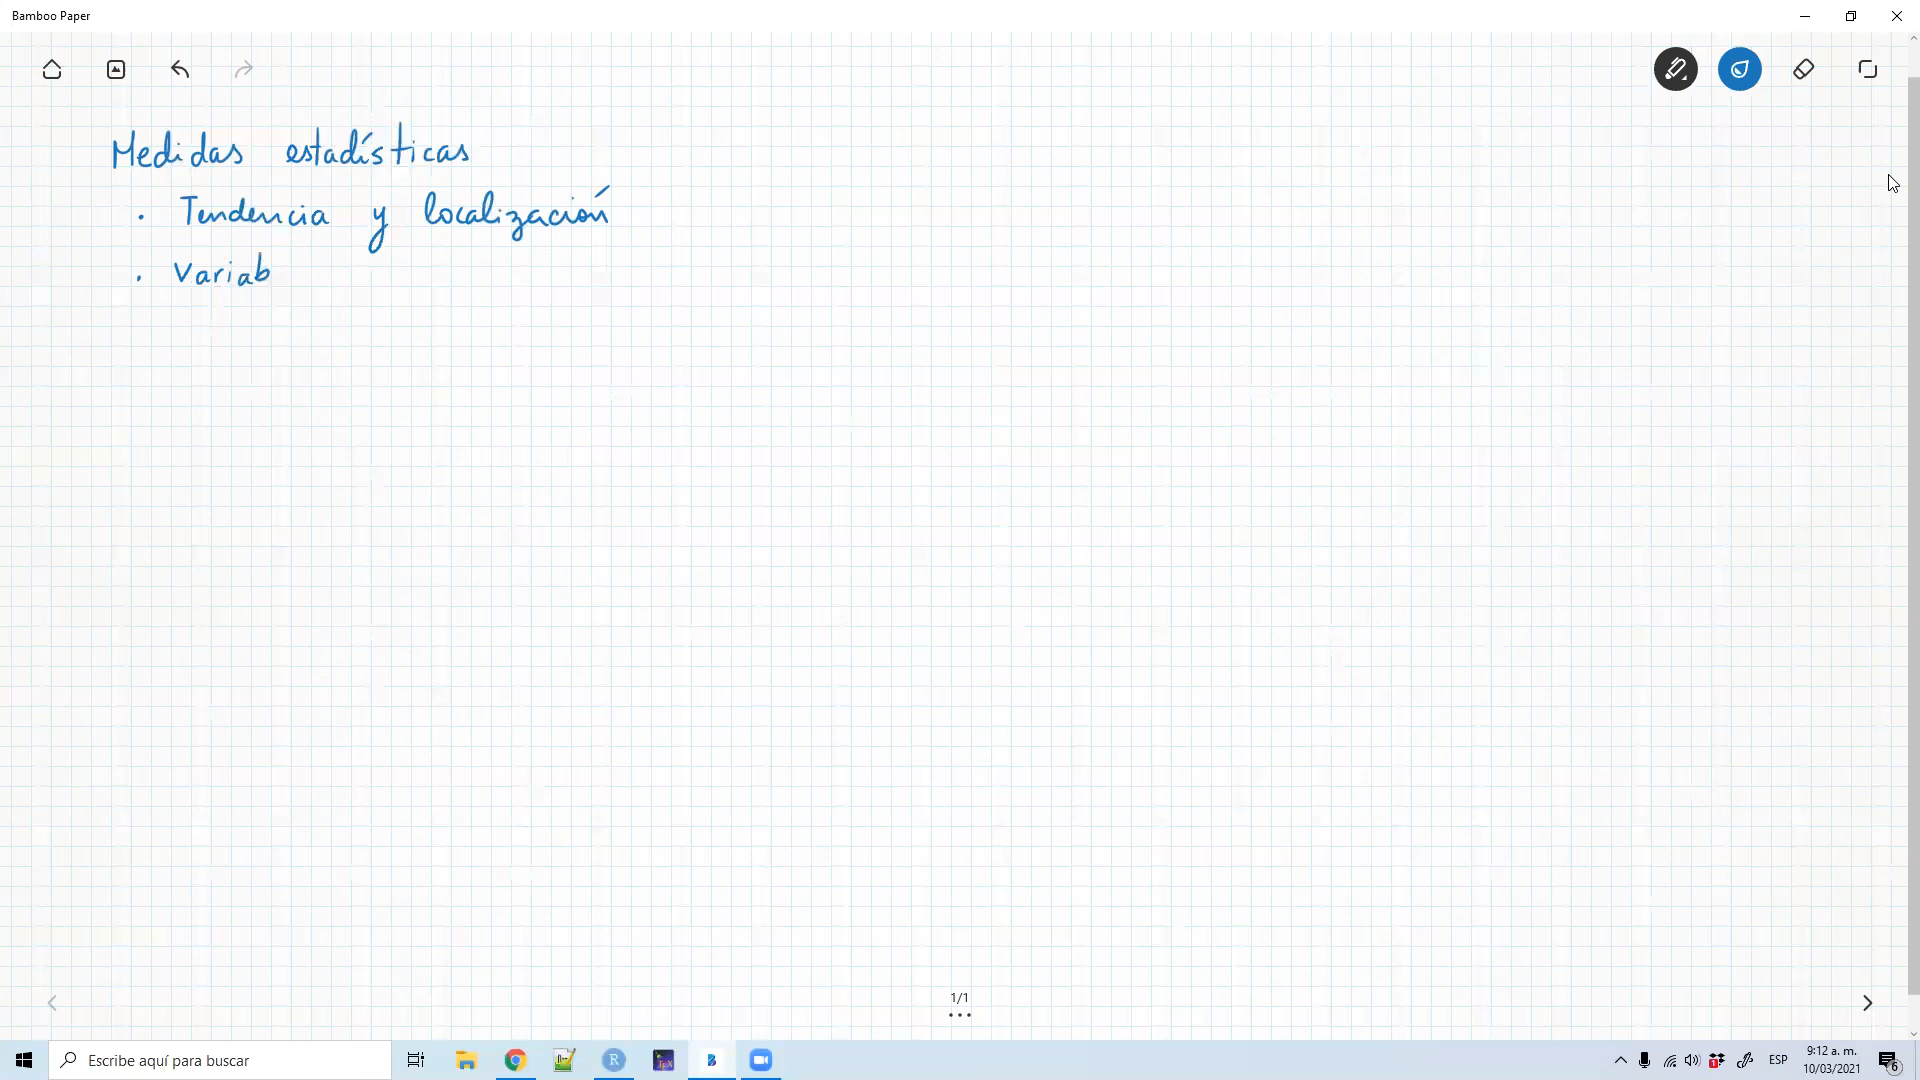 Bamboo Paper
Medidas estadísticas
· Tendencia y localización
· Variab
1/1
Escribe aquí para buscar
ESP
9:12 a. m.
10/03/2021
6